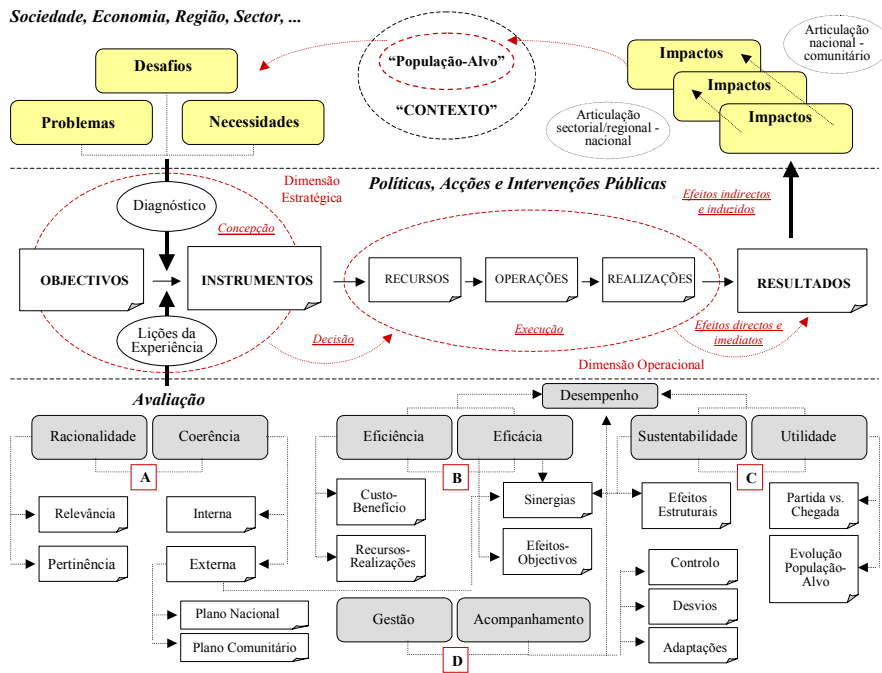 Sociedade, Economia, Região, Sector, ...
Desafios
Problemas
Necessidades
“População-Alvo”
“CONTEXTO”
Impactos
Impactos
Impactos
Articulação
nacional -
comunitário
Articulação
sectorial/regional -
nacional
Dimensão
Estratégica
Políticas, Acções e Intervenções Públicas
Efeitos indirectos
e induzidos
Diagnóstico
Concepção
OBJECTIVOS
INSTRUMENTOS
RECURSOS
OPERAÇÕES
REALIZAÇÕES
RESULTADOS
Lições da
Experiência
Decisão
Execução
Efeitos directos e
imediatos
Dimensão Operacional
Avaliação
Desempenho
Racionalidade
Coerência
Eficiência
Eficácia
Sustentabilidade
Utilidade
A
B
C
Relevância
Interna
Custo-
Benefício
Sinergias
Efeitos
Estruturais
Partida vs.
Chegada
Pertinência
Externa
Recursos-
Realizações
Efeitos-
Objectivos
Controlo
Evolução
População-
Alvo
Plano Nacional
Plano Comunitário
Gestão
Acompanhamento
Desvios
Adaptações
D